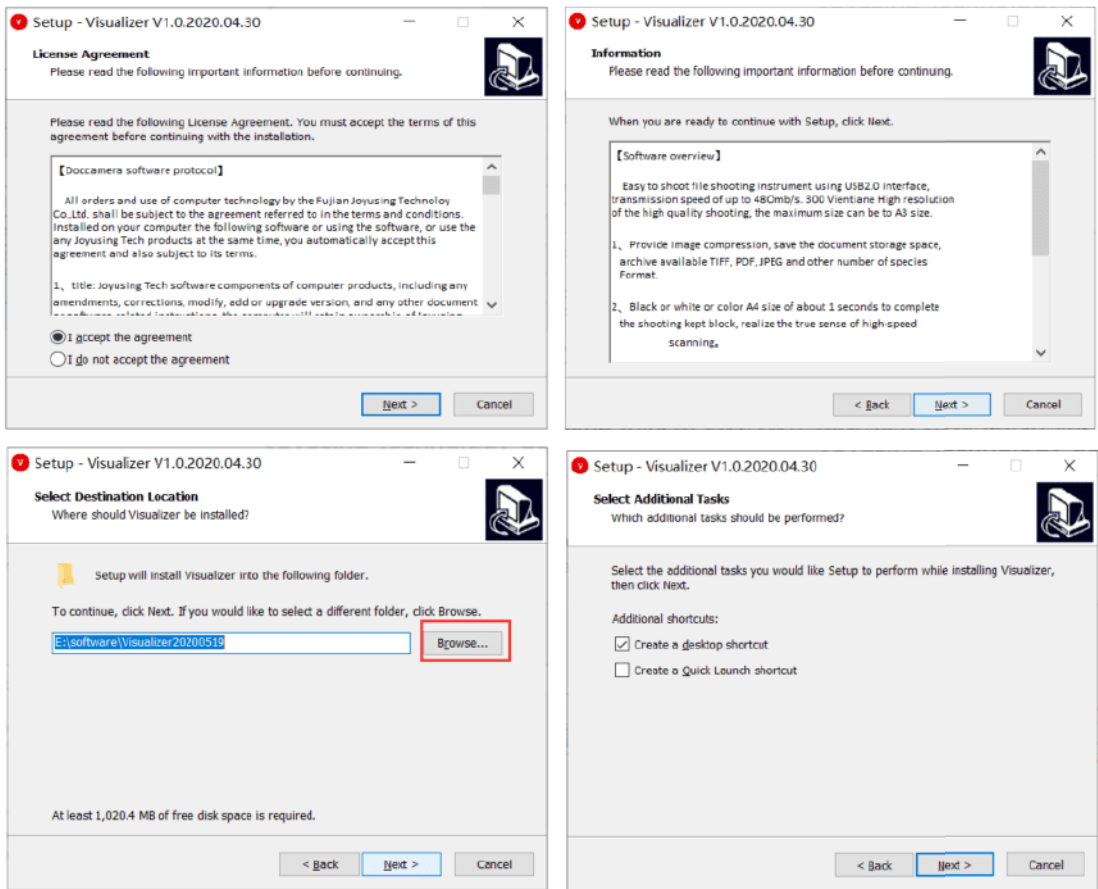 Setup - Visualizer V1.0.2020.04.30
License Agreement
Please read the following important information before continuing.
Please read the following License Agreement. You must accept the terms of this
agreement before continuing with the installation.
【Doccamera software protocol】
All orders and use of computer technology by the Fujian Joyusing Technoloy
Co.,Ltd. shall be subject to the agreement referred to in the terms and conditions.
Installed on your computer the following software or using the software, or use the
any Joyusing Tech products at the same time, you automatically accept this
agreement and also subject to its terms.
1、title: Joyusing Tech software components of computer products, including any
amendments, corrections, modify, add or upgrade version, and any other document
I accept the agreement
I do not accept the agreement
Next >
Cancel
Setup - Visualizer V1.0.2020.04.30
Information
Please read the following important information before continuing.
When you are ready to continue with Setup, click Next.
【Software overview】
Easy to shoot file shooting instrument using USB2.0 interface,
transmission speed of up to 480mb/s. 300 Vientiane High resolution
of the high quality shooting, the maximum size can be to A3 size.
1、Provide image compression, save the document storage space,
archive available TIFF, PDF, JPEG and other number of species
Format.
2、Black or white or color A4 size of about 1 seconds to complete
the shooting kept block, realize the true sense of high-speed
scanning。
< Back
Next >
Cancel
Setup - Visualizer V1.0.2020.04.30
Select Destination Location
Where should Visualizer be installed?
Setup will install Visualizer into the following folder.
To continue, click Next. If you would like to select a different folder, click Browse.
E:\software\Visualizer20200519
Browse...
At least 1,020.4 MB of free disk space is required.
< Back
Next >
Cancel
Setup - Visualizer V1.0.2020.04.30
Select Additional Tasks
Which additional tasks should be performed?
Select the additional tasks you would like Setup to perform while installing Visualizer,
then click Next.
Additional shortcuts:
Create a desktop shortcut
Create a Quick Launch shortcut
< Back
Next >
Cancel